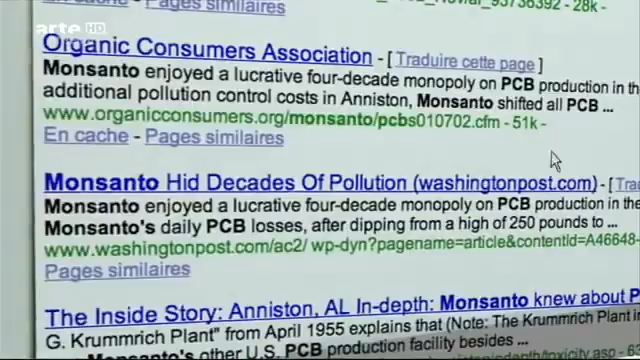 arte HD
En cache - Pages similaires - 28k -
Organic Consumers Association - [ Traduire cette page ]
Monsanto enjoyed a lucrative four-decade monopoly on PCB production in the
additional pollution control costs in Anniston, Monsanto shifted all PCB ...
www.organicconsumers.org/monsanto/pcbs010702.cfm - 51k -
En cache - Pages similaires
Monsanto Hid Decades Of Pollution (washingtonpost.com) - [
Monsanto enjoyed a lucrative four-decade monopoly on PCB production in the
Monsanto's daily PCB losses, after dipping from a high of 250 pounds to ...
www.washingtonpost.com/ac2/ wp-dyn?pagename=article&contentId=A46648-
Pages similaires
The Inside Story: Anniston, AL In-depth: Monsanto knew about
G. Krummrich Plant" from April 1955 explains that (Note: The Krummrich Plant in
Monsanto's other U.S. PCB production facility besides ...